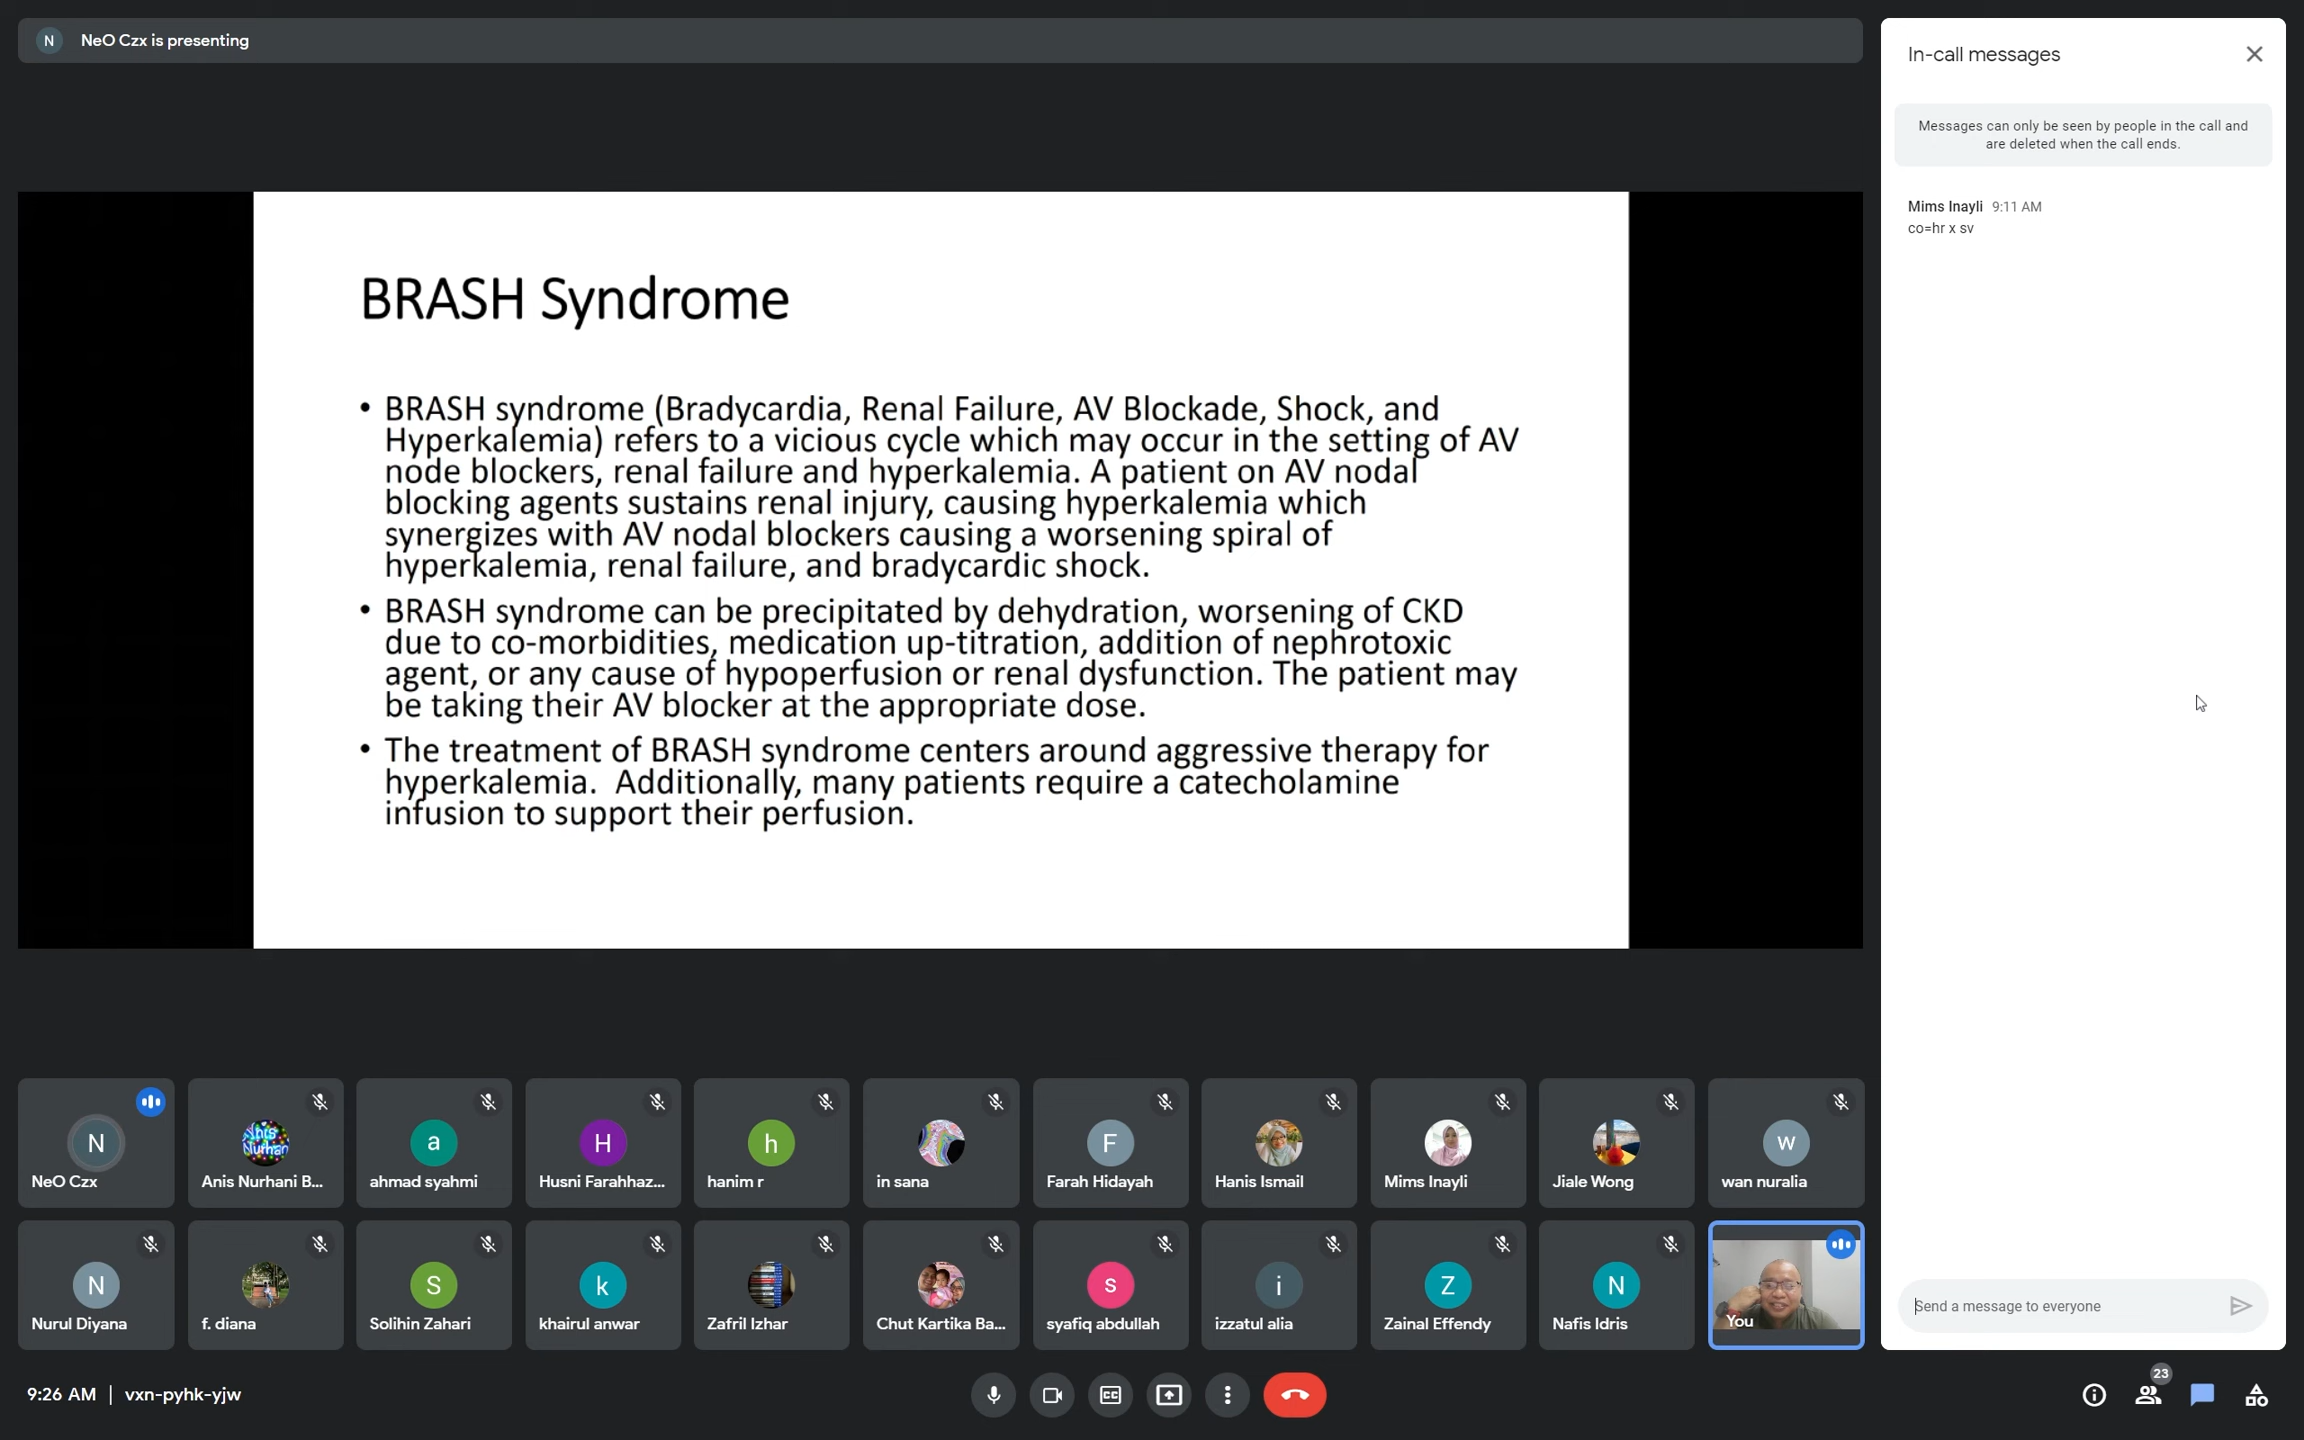 N NeO Czx is presenting
BRASH Syndrome
• BRASH syndrome (Bradycardia, Renal Failure, AV Blockade, Shock, and
Hyperkalemia) refers to a vicious cycle which may occur in the setting of AV
node blockers, renal failure and hyperkalemia. A patient on AV nodal
blocking agents sustains renal injury, causing hyperkalemia which
synergizes with AV nodal blockers causing a worsening spiral of
hyperkalemia, renal failure, and bradycardic shock.
• BRASH syndrome can be precipitated by dehydration, worsening of CKD
due to co-morbidities, medication up-titration, addition of nephrotoxic
agent, or any cause of hypoperfusion or renal dysfunction. The patient may
be taking their AV blocker at the appropriate dose.
• The treatment of BRASH syndrome centers around aggressive therapy for
hyperkalemia.  Additionally, many patients require a catecholamine
infusion to support their perfusion.
In-call messages
Messages can only be seen by people in the call and
are deleted when the call ends.
Mims Inayli 9:11 AM
co=hr x sv
Send a message to everyone
N
NeO Czx
Anis Nurhani B...
a
ahmad syahmi
H
Husni Farahhaz...
h
hanim r
in sana
F
Farah Hidayah
Hanis Ismail
Mims Inayli
Jiale Wong
w
wan nuralia
N
Nurul Diyana
f. diana
S
Solihin Zahari
k
khairul anwar
Zafril Izhar
Chut Kartika Ba...
s
syafiq abdullah
i
izzatul alia
Z
Zainal Effendy
N
Nafis Idris
You
9:26 AM | vxn-pyhk-yjw
CC
23